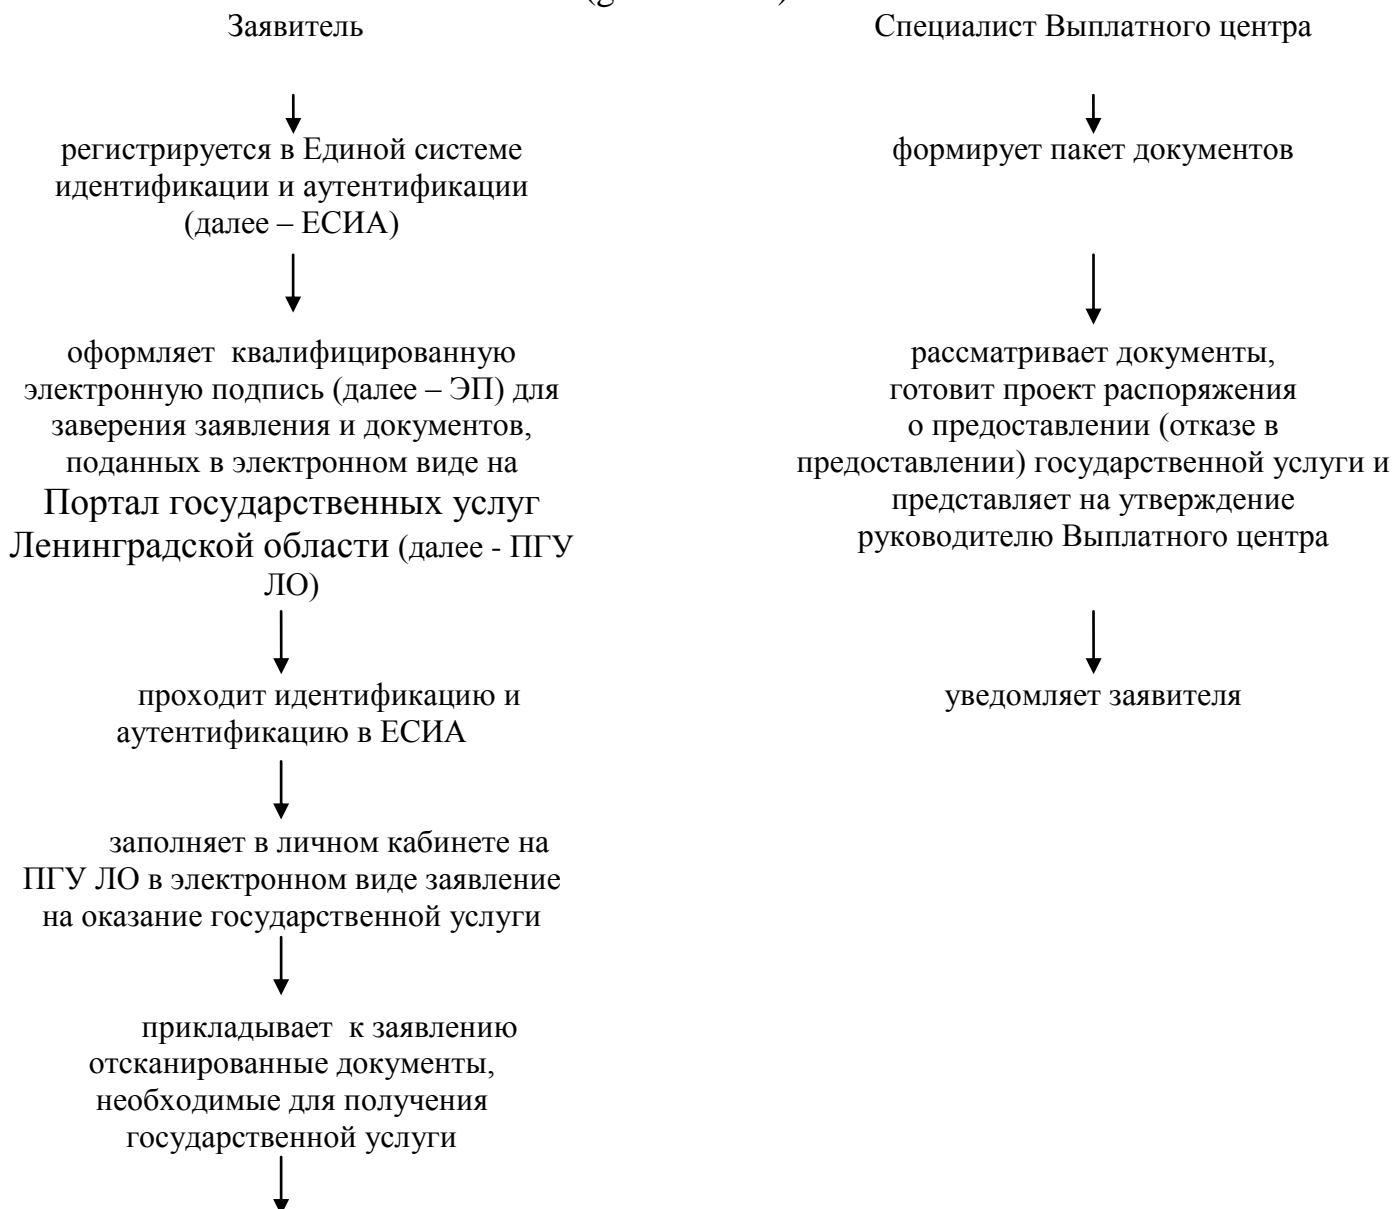 Заявитель
регистрируется в Единой системе
идентификации и аутентификации
(далее – ЕСИА)
оформляет квалифицированную
электронную подпись (далее – ЭП) для
заверения заявления и документов,
поданных в электронном виде на
Портал государственных услуг
Ленинградской области (далее - ПГУ
ЛО)
проходит идентификацию и
аутентификацию в ЕСИА
заполняет в личном кабинете на
ПГУ ЛО в электронном виде заявление
на оказание государственной услуги
прикладывает к заявлению
отсканированные документы,
необходимые для получения
государственной услуги
Специалист Выплатного центра
формирует пакет документов
рассматривает документы,
готовит проект распоряжения
о предоставлении (отказе в
предоставлении) государственной услуги и
представляет на утверждение
руководителю Выплатного центра
уведомляет заявителя